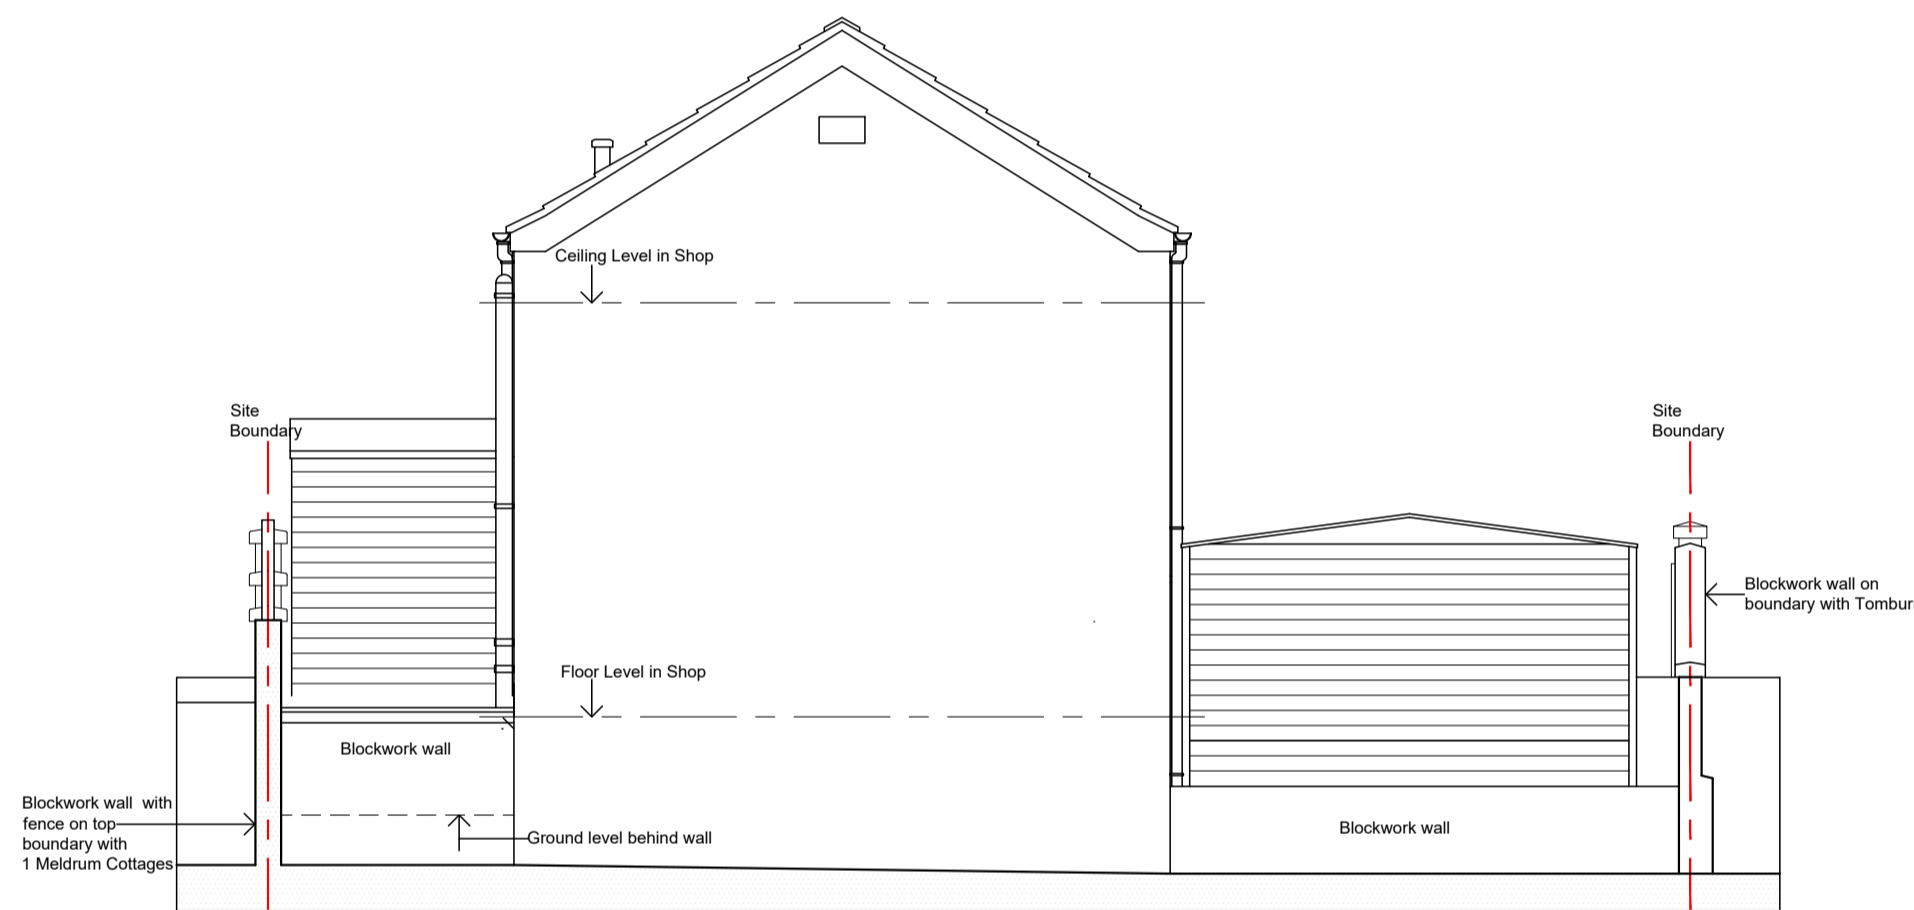 Ceiling Level in Shop
Site
Boundary
Site
Boundary
Blockwork wall on
boundary with Tombur
Floor Level in Shop
Blockwork wall
Blockwork wall with
fence on top
boundary with
1 Meldrum Cottages
Ground level behind wall
Blockwork wall